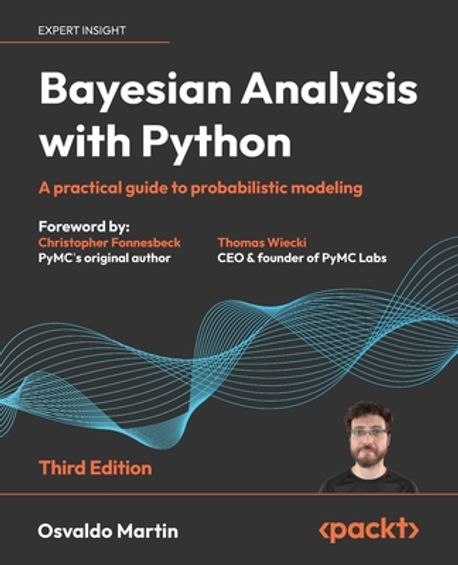 EXPERT INSIGHT
Bayesian Analysis
with Python
A practical guide to probabilistic modeling
Foreword by:
Christopher Fonnesbeck
PyMC's original author
Thomas Wiecki
CEO & founder of PyMC Labs
Third Edition
Osvaldo Martin
<packt>